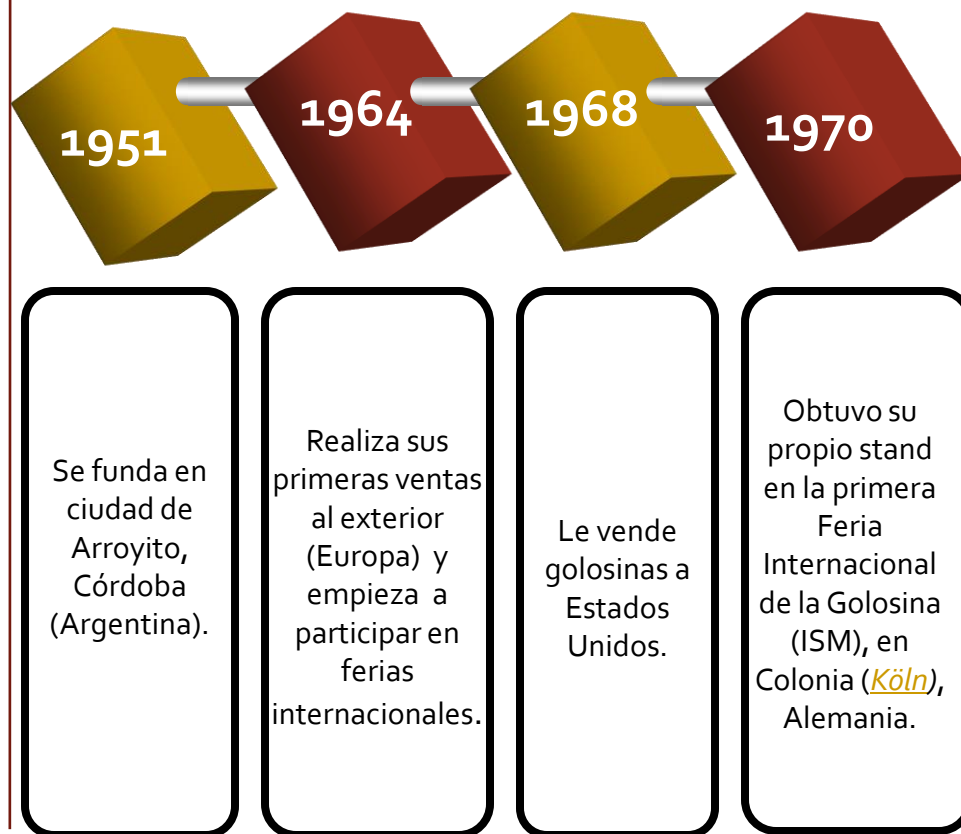 1951
1964
1968
1970
Se funda en
ciudad de
Arroyito,
Córdoba
(Argentina).
Realiza sus
primeras ventas
al exterior
(Europa) y
empieza a
participar en
ferias
internacionales.
Le vende
golosinas a
Estados
Unidos.
Obtuvo su
propio stand
en la primera
Feria
Internacional
de la Golosina
(ISM), en
Colonia (Köln),
Alemania.